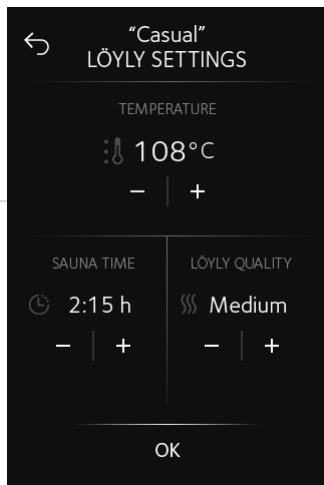 “Casual”
LÖYLY SETTINGS
TEMPERATURE
108°C
− +
SAUNA TIME LÖYLY QUALITY
2:15 h Medium
− + − +
OK